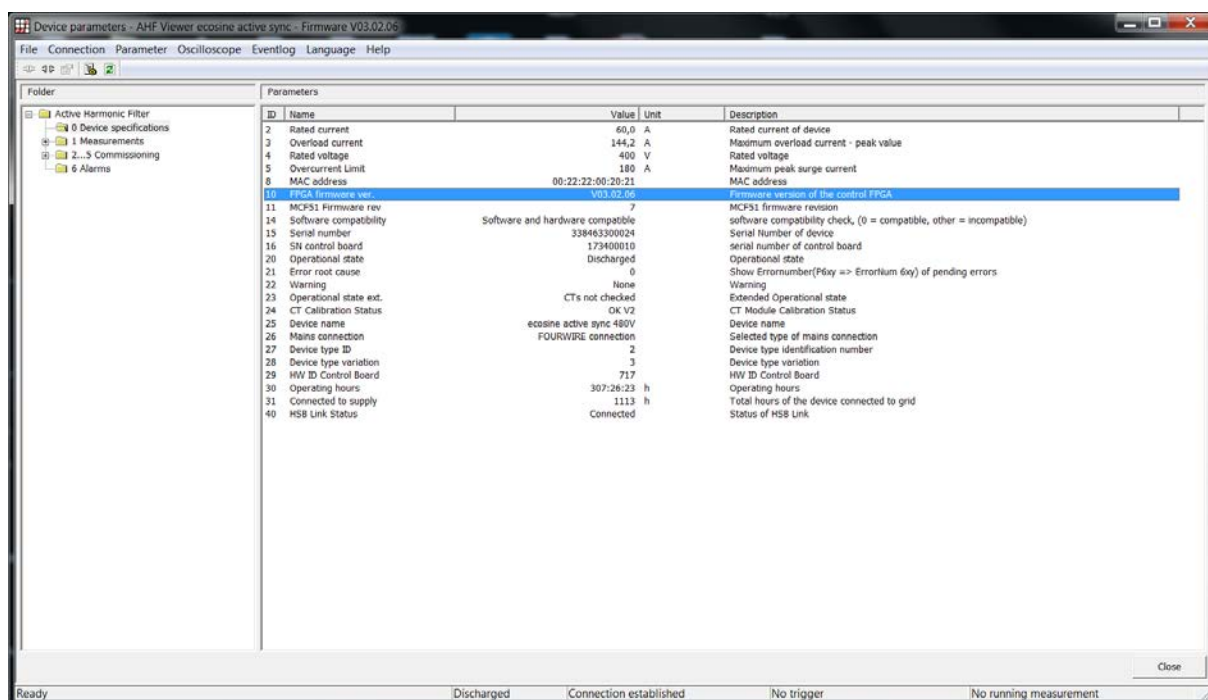 Device parameters - AHF Viewer ecosine active sync - Firmware V03.02.06
File Connection Parameter Oscilloscope Eventlog Language Help
Folder
Parameters
Active Harmonic Filter
0 Device specifications
1 Measurements
2...5 Commissioning
6 Alarms
ID Name Value Unit Description
2 Rated current 60,0 A Rated current of device
3 Overload current 144,2 A Maximum overload current - peak value
4 Rated voltage 400 V Rated voltage
5 Overcurrent Limit 180 A Maximum peak surge current
8 MAC address 00:22:22:00:20:21 MAC address
10 FPGA firmware ver. V03.02.06 Firmware version of the control FPGA
11 MCF51 Firmware rev 7 MCF51 firmware revision
14 Software compatibility Software and hardware compatible software compatibility check, (0 = compatible, other = incompatible)
15 Serial number 338463300024 Serial Number of device
16 SN control board 173400010 serial number of control board
20 Operational state Discharged Operational state
21 Error root cause 0 Show Errornumber(P6xy => ErrorNum 6xy) of pending errors
22 Warning None Warning
23 Operational state ext. CTs not checked Extended Operational state
24 CT Calibration Status OK V2 CT Module Calibration Status
25 Device name ecosine active sync 480V Device name
26 Mains connection FOURWIRE connection Selected type of mains connection
27 Device type ID 2 Device type identification number
28 Device type variation 3 Device type variation
29 HW ID Control Board 717 HW ID Control Board
30 Operating hours 307:26:23 h Operating hours
31 Connected to supply 1113 h Total hours of the device connected to grid
40 HSB Link Status Connected Status of HSB Link
Close
Ready Discharged Connection established No trigger No running measurement